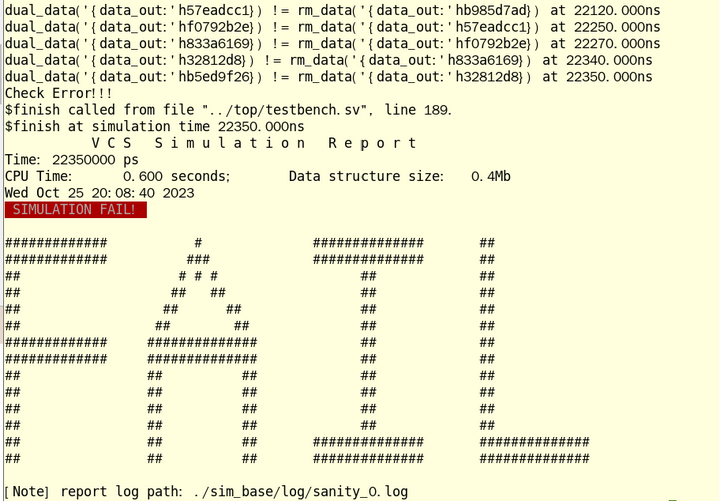 dual_data('{data_out:'h57eadcc1}) != rm_data('{data_out:'hb985d7ad}) at 22120.000ns
dual_data('{data_out:'hf0792b2e}) != rm_data('{data_out:'h57eadcc1}) at 22250.000ns
dual_data('{data_out:'h833a6169}) != rm_data('{data_out:'hf0792b2e}) at 22270.000ns
dual_data('{data_out:'h32812d8}) != rm_data('{data_out:'h833a6169}) at 22340.000ns
dual_data('{data_out:'hb5ed9f26}) != rm_data('{data_out:'h32812d8}) at 22350.000ns
Check Error!!!
$finish called from file "../top/testbench.sv", line 189.
$finish at simulation time 22350.000ns
V C S   S i m u l a t i o n   R e p o r t
Time: 22350000 ps
CPU Time:      0.600 seconds;       Data structure size:   0.4Mb
Wed Oct 25 20:08:40 2023
SIMULATION FAIL!
#############           #              ##############       ##
#############          ###             ##############       ##
##                    # # #                  ##             ##
##                   ##   ##                 ##             ##
##                  ##      ##               ##             ##
##                 ##        ##              ##             ##
#############     ##############             ##             ##
#############     ##############             ##             ##
##                ##          ##             ##             ##
##                ##          ##             ##             ##
##                ##          ##             ##             ##
##                ##          ##             ##             ##
##                ##          ##       ##############       ##############
##                ##          ##       ##############       ##############
[Note] report log path: ./sim_base/log/sanity_0.log